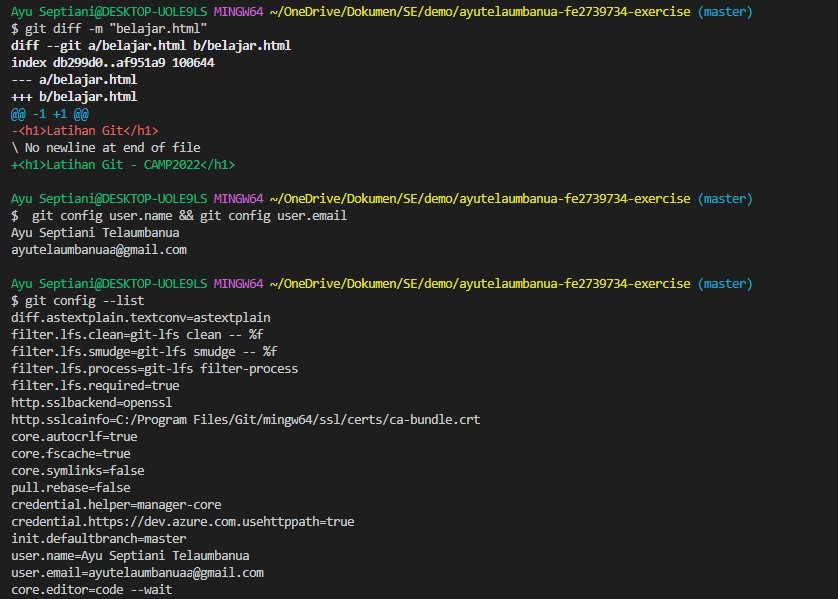 Ayu Septiani@DESKTOP-UOLE9LS MINGW64 ~/OneDrive/Dokumen/SE/demo/ayutelaumbanua-fe2739734-exercise (master)
$ git diff -m "belajar.html"
diff --git a/belajar.html b/belajar.html
index db299d0..af951a9 100644
--- a/belajar.html
+++ b/belajar.html
@@ -1 +1 @@
-<h1>Latihan Git</h1>
\ No newline at end of file
+<h1>Latihan Git - CAMP2022</h1>
Ayu Septiani@DESKTOP-UOLE9LS MINGW64 ~/OneDrive/Dokumen/SE/demo/ayutelaumbanua-fe2739734-exercise (master)
$  git config user.name && git config user.email
Ayu Septiani Telaumbanua
ayutelaumbanuaa@gmail.com
Ayu Septiani@DESKTOP-UOLE9LS MINGW64 ~/OneDrive/Dokumen/SE/demo/ayutelaumbanua-fe2739734-exercise (master)
$ git config --list
diff.astextplain.textconv=astextplain
filter.lfs.clean=git-lfs clean -- %f
filter.lfs.smudge=git-lfs smudge -- %f
filter.lfs.process=git-lfs filter-process
filter.lfs.required=true
http.sslbackend=openssl
http.sslcainfo=C:/Program Files/Git/mingw64/ssl/certs/ca-bundle.crt
core.autocrlf=true
core.fscache=true
core.symlinks=false
pull.rebase=false
credential.helper=manager-core
credential.https://dev.azure.com.usehttppath=true
init.defaultbranch=master
user.name=Ayu Septiani Telaumbanua
user.email=ayutelaumbanuaa@gmail.com
core.editor=code --wait